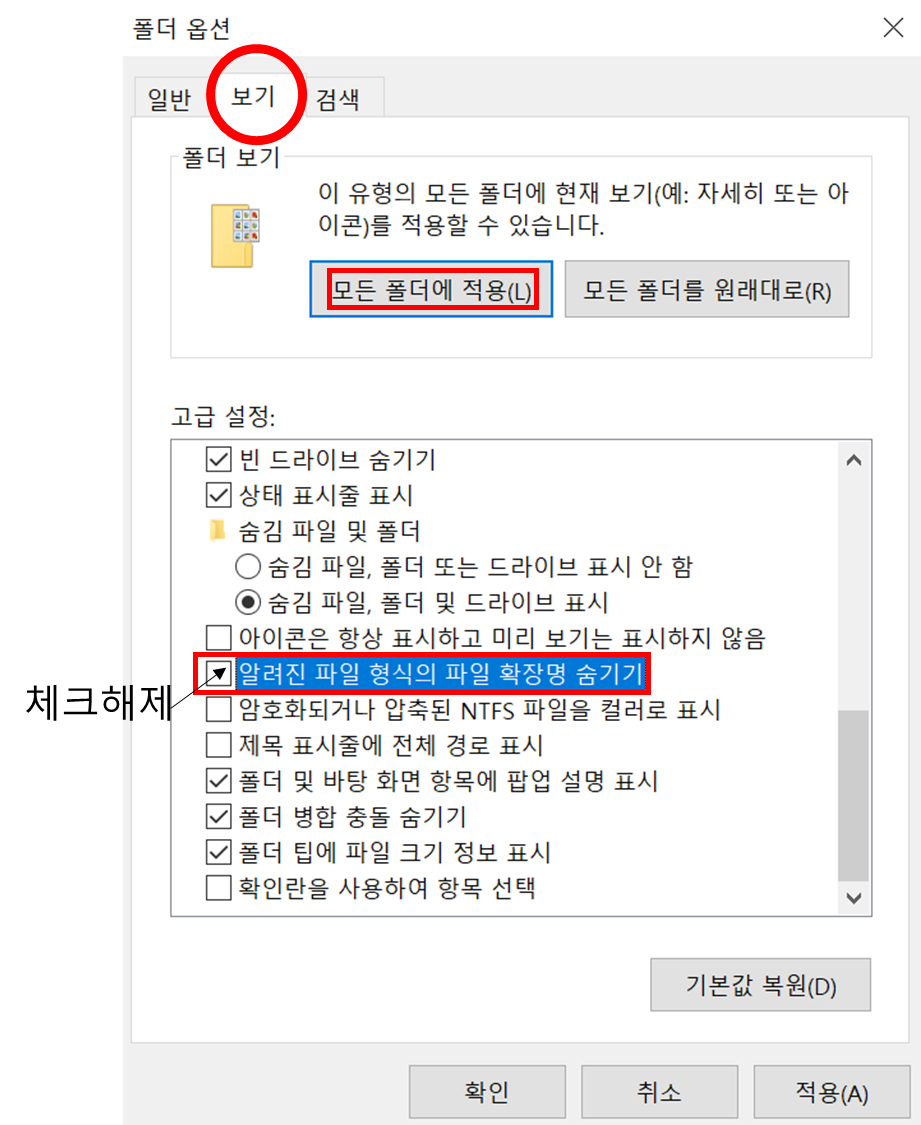 폴더 옵션
일반 보기 검색
폴더 보기
이 유형의 모든 폴더에 현재 보기(예: 자세히 또는 아
이콘)를 적용할 수 있습니다.
모든 폴더에 적용(L) 모든 폴더를 원래대로(R)
고급 설정:
빈 드라이브 숨기기
상태 표시줄 표시
숨김 파일 및 폴더
숨김 파일, 폴더 또는 드라이브 표시 안 함
숨김 파일, 폴더 및 드라이브 표시
아이콘은 항상 표시하고 미리 보기는 표시하지 않음
알려진 파일 형식의 파일 확장명 숨기기
체크해제
암호화되거나 압축된 NTFS 파일을 컬러로 표시
제목 표시줄에 전체 경로 표시
폴더 및 바탕 화면 항목에 팝업 설명 표시
폴더 병합 충돌 숨기기
폴더 팁에 파일 크기 정보 표시
확인란을 사용하여 항목 선택
기본값 복원(D)
확인 취소 적용(A)